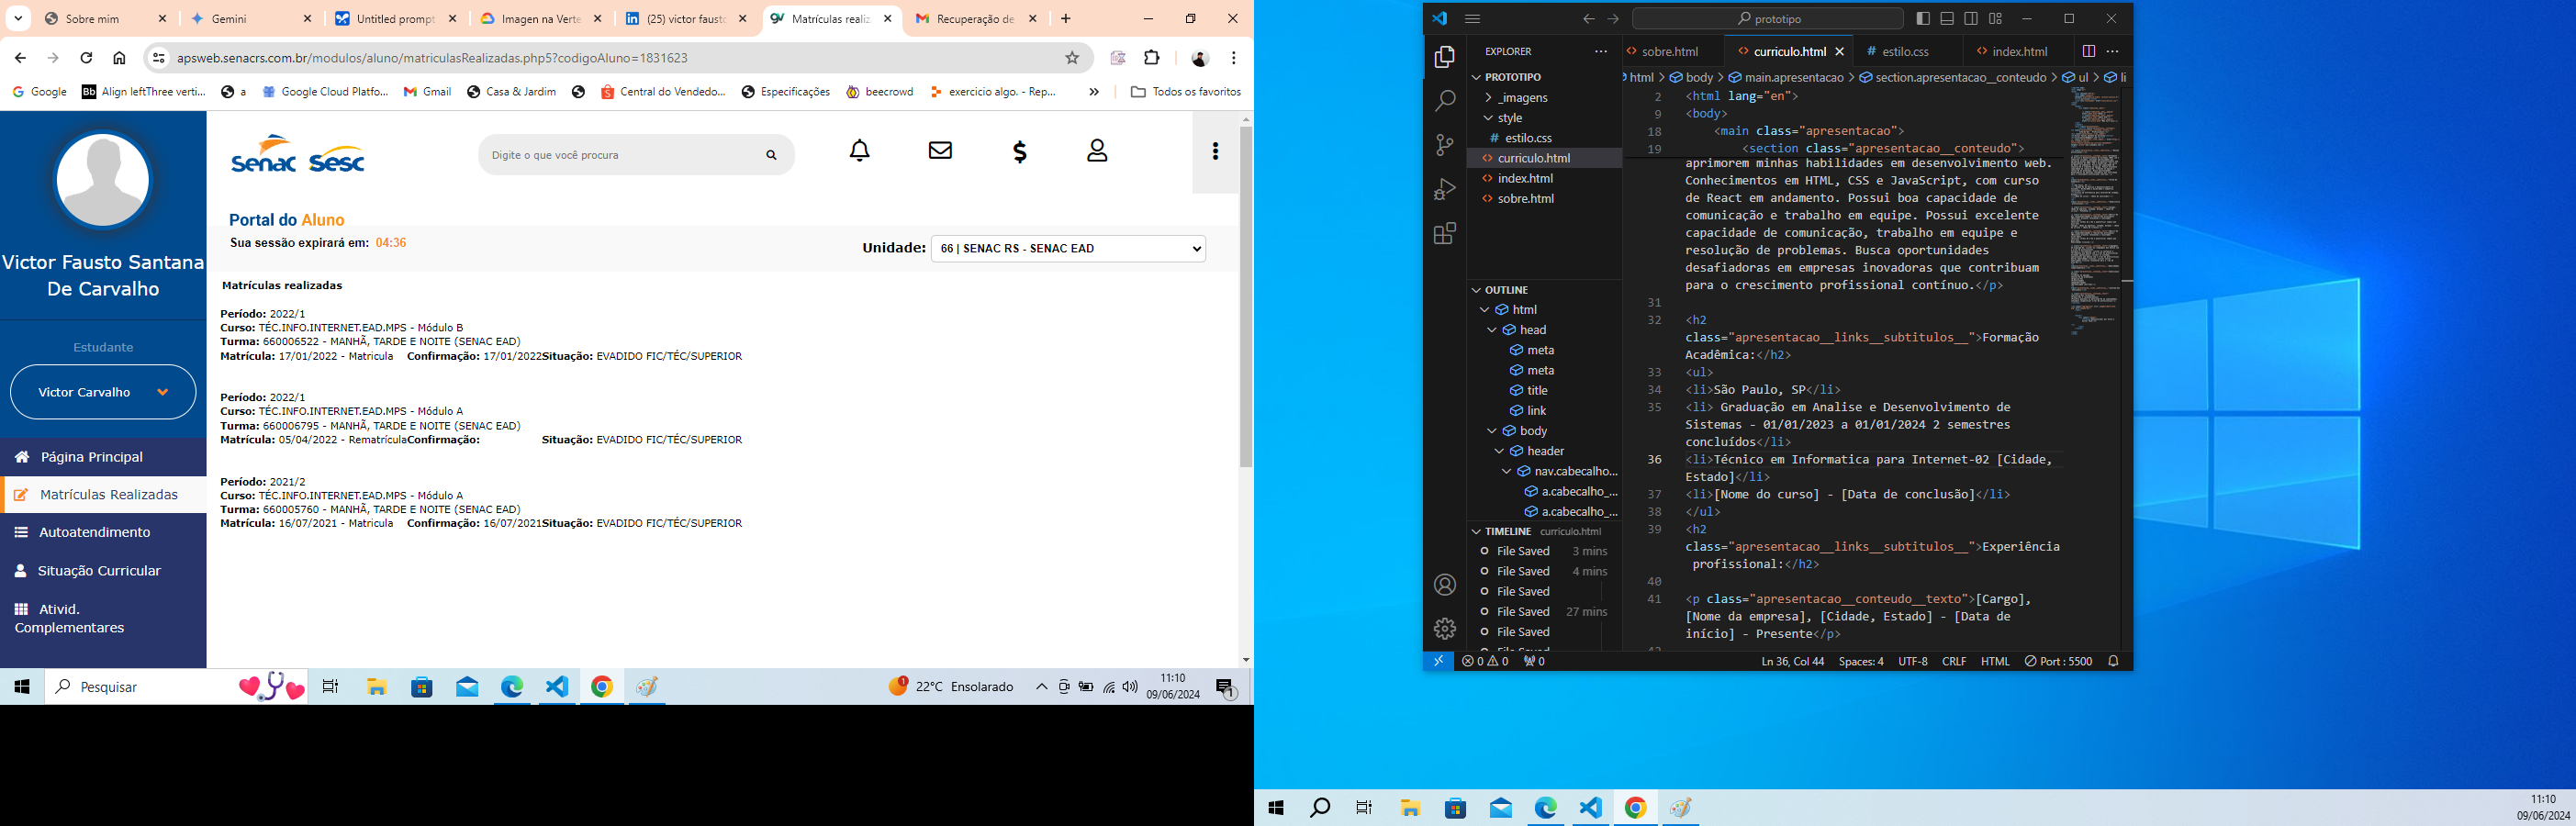 Sobre mim
Gemini
Untitled prompt
Imagen na Verte
(25) victor faust
Matrículas realiz
Recuperação de
apsweb.senacrs.com.br/modulos/aluno/matriculasRealizadas.php5?codigoAluno=1831623
Google
Align leftThree verti...
a
Google Cloud Platfo...
Gmail
Casa & Jardim
Central do Vendedo...
Especificações
beecrowd
exercicio algo. - Rep...
Todos os favoritos
Victor Fausto Santana
De Carvalho
Estudante
Victor Carvalho
Página Principal
Matrículas Realizadas
Autoatendimento
Situação Curricular
Ativid.
Complementares
Senac Sesc
Digite o que você procura
Portal do Aluno
Sua sessão expirará em: 04:36
Unidade: 66 | SENAC RS - SENAC EAD
Matrículas realizadas
Período: 2022/1
Curso: TÉC.INFO.INTERNET.EAD.MPS - Módulo B
Turma: 660006522 - MANHÃ, TARDE E NOITE (SENAC EAD)
Matrícula: 17/01/2022 - Matricula Confirmação: 17/01/2022Situação: EVADIDO FIC/TÉC/SUPERIOR
Período: 2022/1
Curso: TÉC.INFO.INTERNET.EAD.MPS - Módulo A
Turma: 660006795 - MANHÃ, TARDE E NOITE (SENAC EAD)
Matrícula: 05/04/2022 - RematrículaConfirmação: Situação: EVADIDO FIC/TÉC/SUPERIOR
Período: 2021/2
Curso: TÉC.INFO.INTERNET.EAD.MPS - Módulo A
Turma: 660005760 - MANHÃ, TARDE E NOITE (SENAC EAD)
Matrícula: 16/07/2021 - Matricula Confirmação: 16/07/2021Situação: EVADIDO FIC/TÉC/SUPERIOR
Pesquisar
1
22°C Ensolarado
11:10
09/06/2024
1
prototipo
EXPLORER
PROTOTIPO
_imagens
style
# estilo.css
<> curriculo.html
<> index.html
<> sobre.html
OUTLINE
html
head
meta
meta
title
link
body
header
nav.cabecalho...
a.cabecalho_...
a.cabecalho_...
TIMELINE curriculo.html
File Saved 3 mins
File Saved 4 mins
File Saved
File Saved 27 mins
File Saved
<> sobre.html
<> curriculo.html
# estilo.css
<> index.html
html > body > main.apresentacao > section.apresentacao__conteudo > ul > li
2 <html lang="en">
9 <body>
18 <main class="apresentacao">
19 <section class="apresentacao__conteudo">
aprimorem minhas habilidades em desenvolvimento web.
Conhecimentos em HTML, CSS e JavaScript, com curso
de React em andamento. Possui boa capacidade de
comunicação e trabalho em equipe. Possui excelente
capacidade de comunicação, trabalho em equipe e
resolução de problemas. Busca oportunidades
desafiadoras em empresas inovadoras que contribuam
para o crescimento profissional contínuo.</p>
31
32 <h2
class="apresentacao__links__subtitulos__">Formação
Acadêmica:</h2>
33 <ul>
34 <li>São Paulo, SP</li>
35 <li> Graduação em Analise e Desenvolvimento de
Sistemas - 01/01/2023 a 01/01/2024 2 semestres
concluídos</li>
36 <li>Técnico em Informatica para Internet-02 [Cidade,
Estado]</li>
37 <li>[Nome do curso] - [Data de conclusão]</li>
38 </ul>
39 <h2
class="apresentacao__links__subtitulos__">Experiência
profissional:</h2>
40
41 <p class="apresentacao__conteudo__texto">[Cargo],
[Nome da empresa], [Cidade, Estado] - [Data de
início] - Presente</p>
0 0 0
Ln 36, Col 44
Spaces: 4
UTF-8
CRLF
HTML
Port : 5500
11:10
09/06/2024